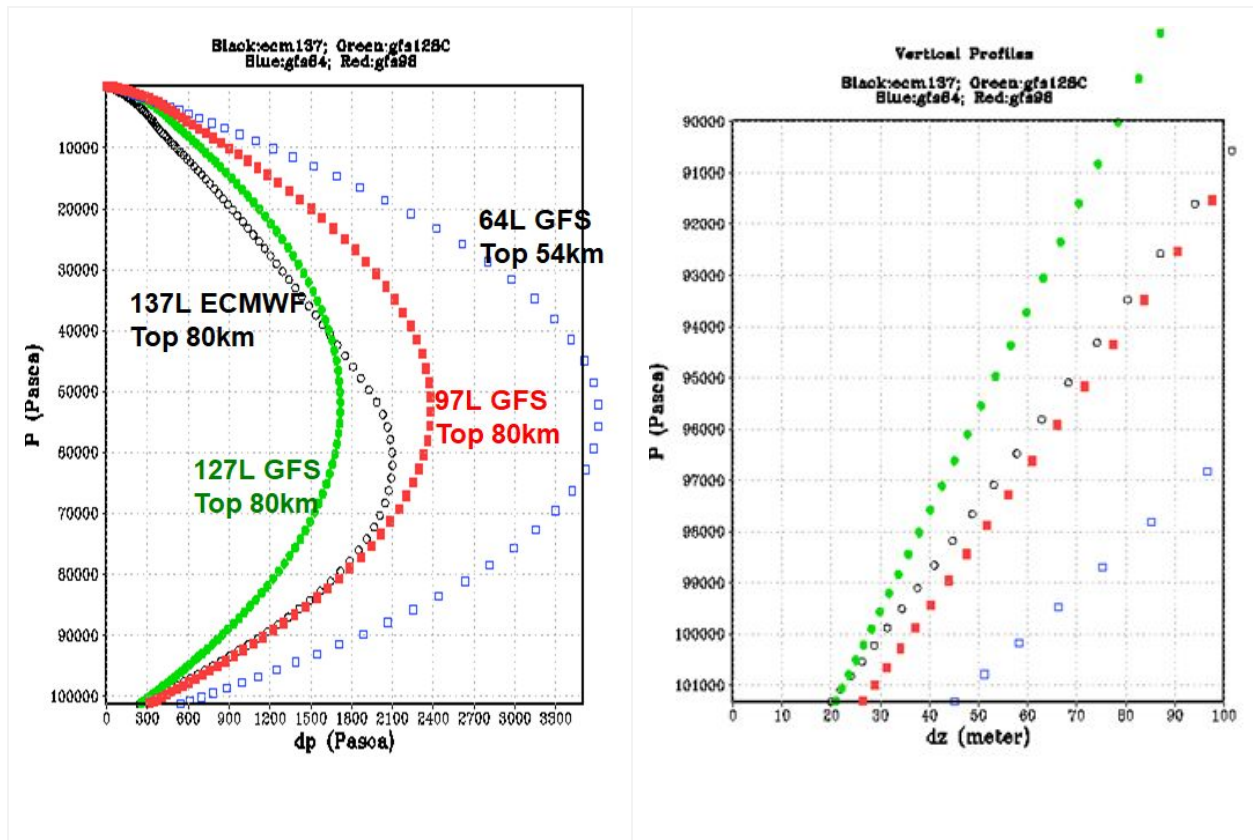 Black:ecm137; Green:gfs128C
Blue:gfs64; Red:gfs98
10000
20000
30000
40000
50000
60000
70000
80000
90000
100000
P (Pasca)
64L GFS
Top 54km
137L ECMWF
Top 80km
97L GFS
Top 80km
127L GFS
Top 80km
0 300 600 900 1200 1500 1800 2100 2400 2700 3000 3300
dp (Pasca)
Vertical Profiles
Black:ecm137; Green:gfs128C
Blue:gfs64; Red:gfs98
90000
91000
92000
93000
94000
95000
96000
97000
98000
99000
100000
101000
P (Pasca)
0 10 20 30 40 50 60 70 80 90 100
dz (meter)